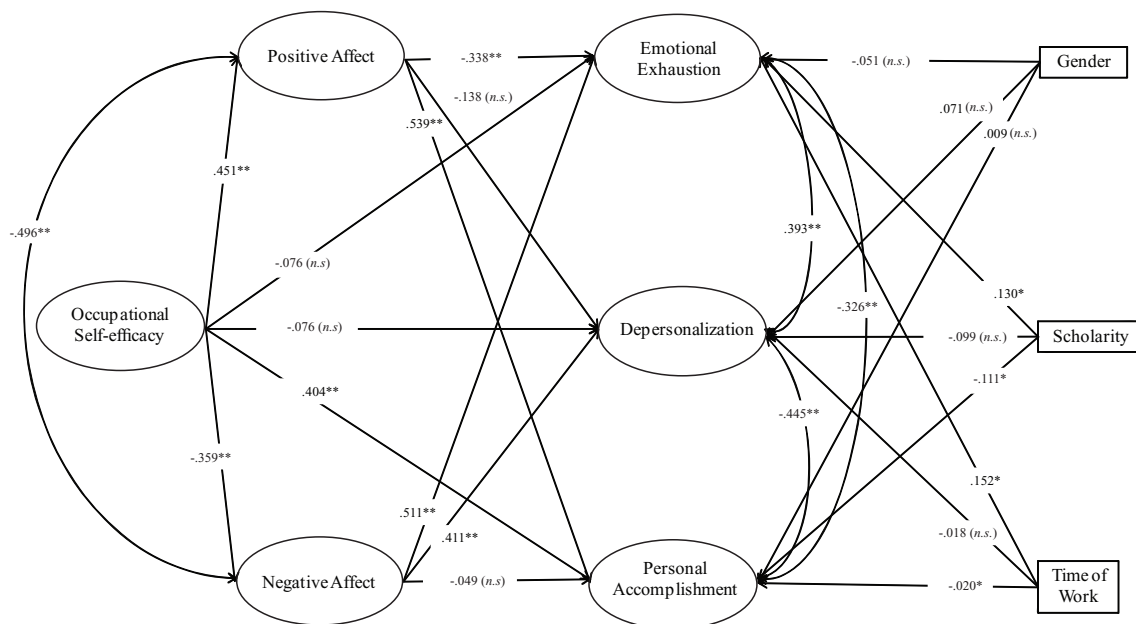 Positive Affect
-.338**
Emotional
Exhaustion
-.051 (n.s.)
Gender
-.138 (n.s.)
.071 (n.s.)
.539**
.009 (n.s.)
.451**
-.496**
.393**
-.076 (n.s)
.130*
-.326**
Occupational
Self-efficacy
-.076 (n.s)
Depersonalization
-.099 (n.s.)
Scholarity
-.111*
.404**
-.445**
-.359**
.152*
.511**
.411**
-.018 (n.s.)
Negative Affect
-.049 (n.s)
Personal
Accomplishment
-.020*
Time of
Work